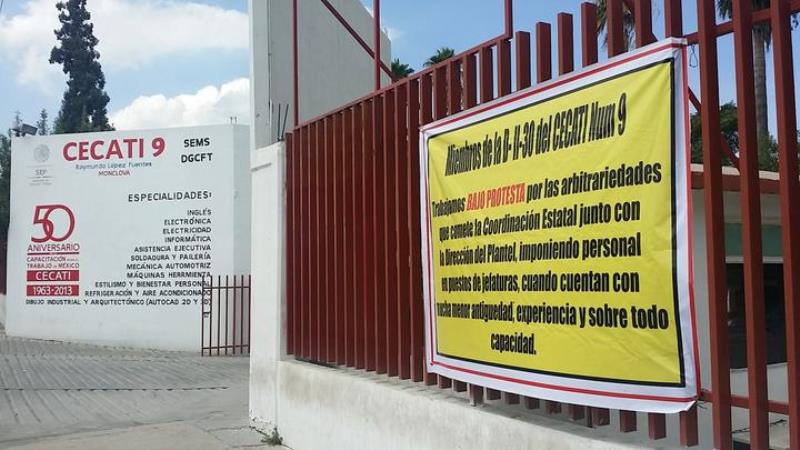 CECATI 9
SEMS
DGCFT
SEP
Raymundo López Fuentes
MONCLOVA
ESPECIALIDADES:
INGLÉS
ELECTRÓNICA
ELECTRICIDAD
INFORMÁTICA
ASISTENCIA EJECUTIVA
SOLDADURA Y PAILERÍA
MECÁNICA AUTOMOTRIZ
MÁQUINAS HERRMIENTA
ESTILISMO Y BIENESTAR PERSONAL
REFRIGERACIÓN Y AIRE ACONDICIONADO
DIBUJO INDUSTRIAL Y ARQUITECTÓNICO (AUTOCAD 2D Y 3D)
50
ANIVERSARIO
CAPACITACIÓN PARA EL
TRABAJO EN MÉXICO
CECATI
1963-2013
Miembros de la D- II-30 del CECATI Num 9
Trabajamos BAJO PROTESTA por las arbitrariedades
que comete la Coordinación Estatal junto con
la Dirección del Plantel, imponiendo personal
en puestos de jefaturas, cuando cuentan con
mucha menor antiguedad, experiencia y sobre todo
capacidad.